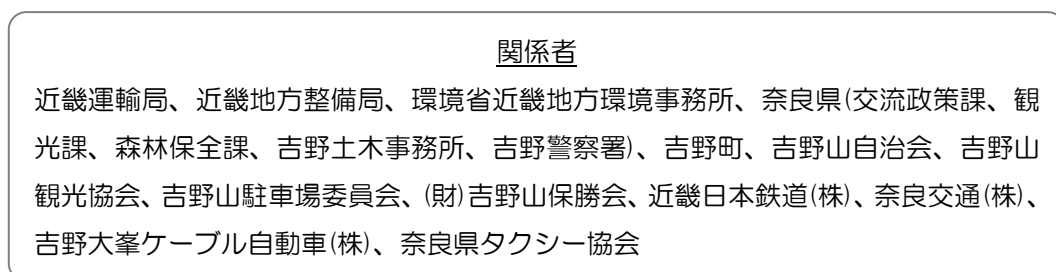 関係者
近畿運輸局、近畿地方整備局、環境省近畿地方環境事務所、奈良県(交流政策課、観
光課、森林保全課、吉野土木事務所、吉野警察署)、吉野町、吉野山自治会、吉野山
観光協会、吉野山駐車場委員会、(財)吉野山保勝会、近畿日本鉄道(株)、奈良交通(株)、
吉野大峯ケーブル自動車(株)、奈良県タクシー協会